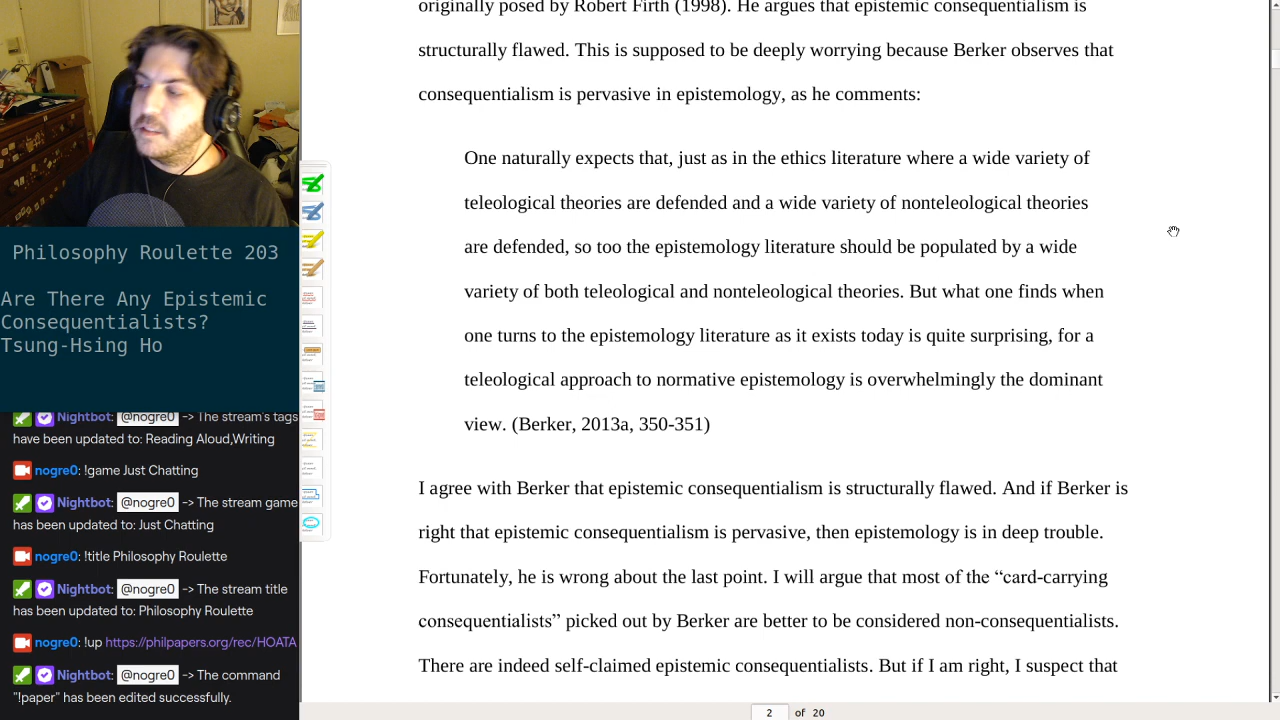 originally posed by Robert Firth (1998). He argues that epistemic consequentialism is
structurally flawed. This is supposed to be deeply worrying because Berker observes that
consequentialism is pervasive in epistemology, as he comments:
One naturally expects that just as in the ethics literature where a wide variety of
teleological theories are defended and a wide variety of nonteleological theories
are defended, so too the epistemology literature should be populated by a wide
variety of both teleological and nonteleological theories. But what one finds when
one turns to the epistemology literature as it exists today is quite surprising, for a
teleological approach to normative epistemology is overwhelmingly the dominant
view. (Berker, 2013a, 350-351)
I agree with Berker that epistemic consequentialism is structurally flawed. And if Berker is
right that epistemic consequentialism is pervasive, then epistemology is in deep trouble.
Fortunately, he is wrong about the last point. I will argue that most of the “card-carrying
consequentialists” picked out by Berker are better to be considered non-consequentialists.
There are indeed self-claimed epistemic consequentialists. But if I am right, I suspect that
2 of 20
Philosophy Roulette 203
Are There Any Epistemic
Consequentialists?
Tsung-Hsing Ho
Nightbot: @nogre0 -> The stream's tags
been updated to: Reading Aloud,Writing
nogre0: !game Just Chatting
Nightbot: @nogre0 -> The stream game
has been updated to: Just Chatting
nogre0: !title Philosophy Roulette
Nightbot: @nogre0 -> The stream title
has been updated to: Philosophy Roulette
nogre0: !up https://philpapers.org/rec/HOATA
Nightbot: @nogre0 -> The command
"!paper" has been edited successfully.